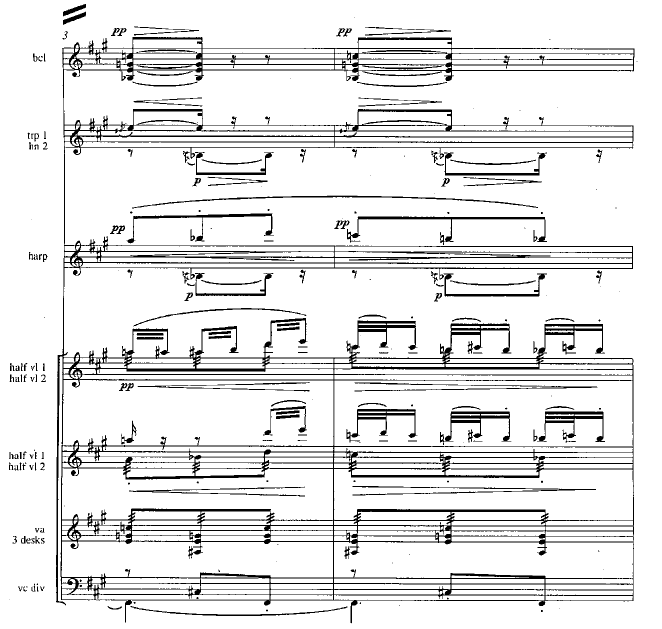 3
pp pp
bcl
trp 1
hn 2
p p
pp pp
harp
p p
half vl 1
half vl 2
pp
half vl 1
half vl 2
va
3 desks
vc div